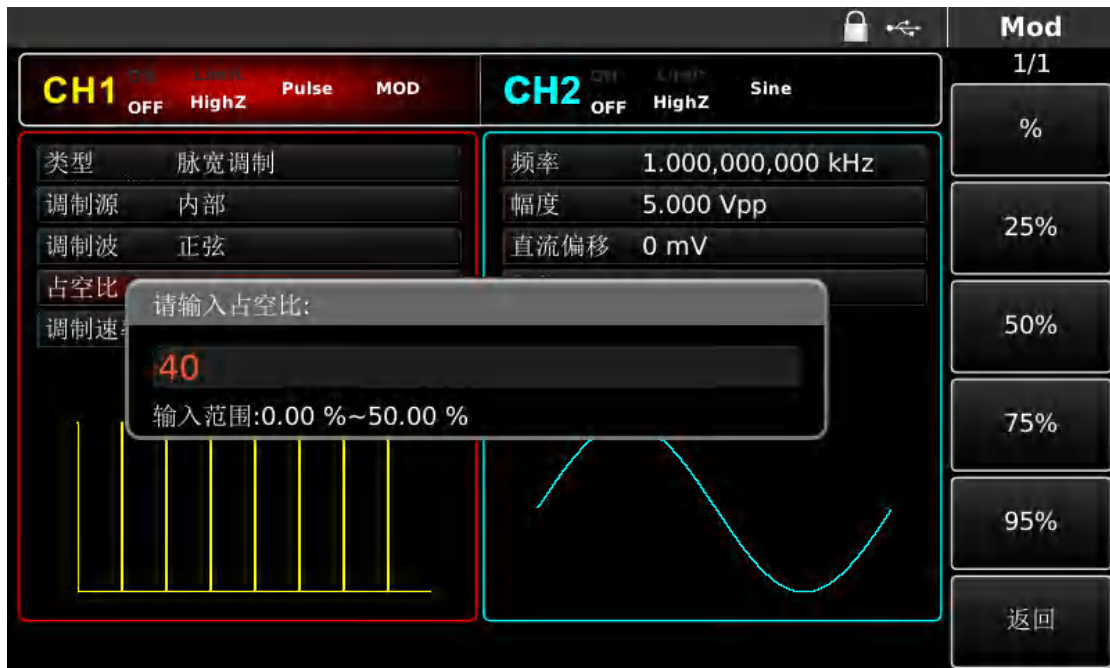 Mod
1/1
CH1 OFF HighZ Pulse MOD
CH2 OFF HighZ Sine
%
25%
50%
75%
95%
返回
类型 脉宽调制
调制源 内部
调制波 正弦
占空比
调制速
频率 1.000,000,000 kHz
幅度 5.000 Vpp
直流偏移 0 mV
请输入占空比:
40
输入范围:0.00 %~50.00 %